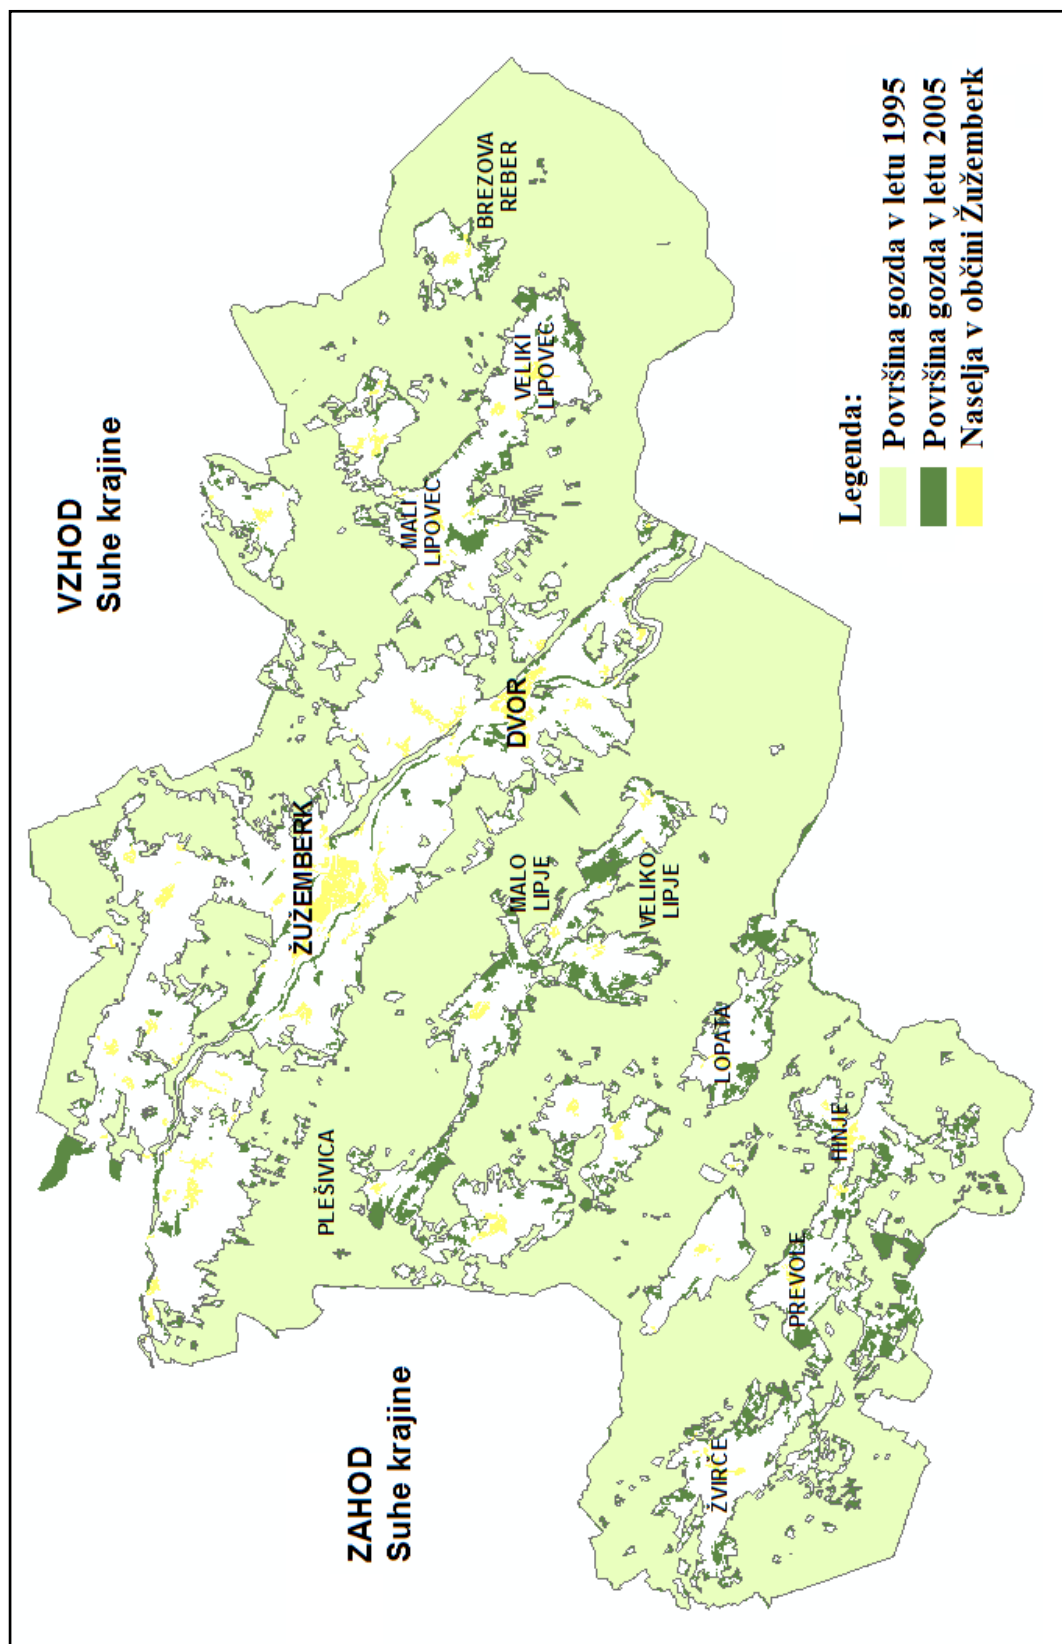 VZHOD
Suhe krajine
ZAHOD
Suhe krajine
BREZOVA
REBER
VELIKI
LIPOVEC
MALI
LIPOVEC
DVOR
ŽUŽEMBERK
MALO
LIPJE
VELIKO
LIPJE
PLEŠIVICA
LOPATA
HINJE
PREVOLE
ŽVIRČE
Legenda:
Površina gozda v letu 1995
Površina gozda v letu 2005
Naselja v občini Žužemberk